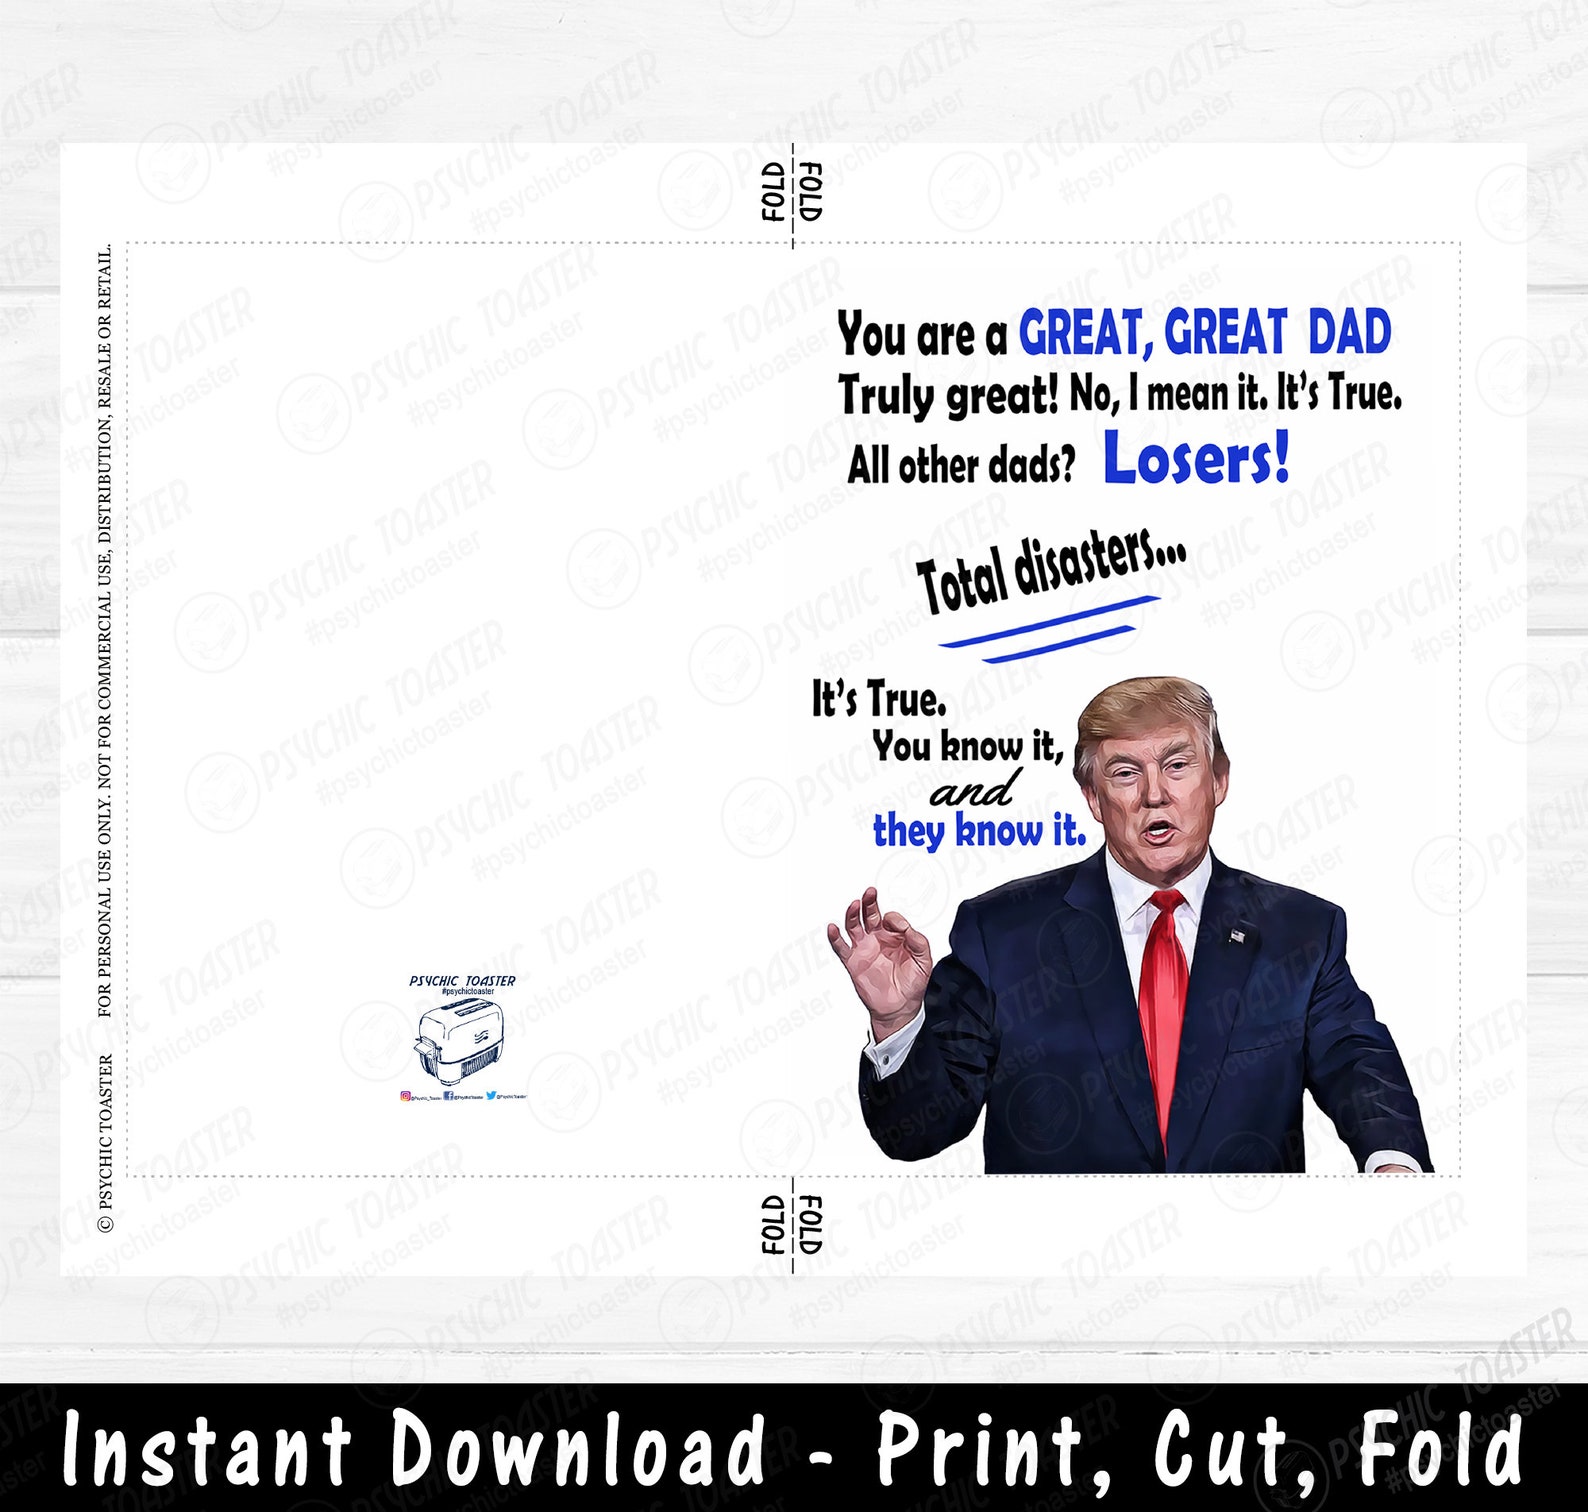 FOLD FOLD
© PSYCHIC TOASTER FOR PERSONAL USE ONLY. NOT FOR COMMERCIAL USE, DISTRIBUTION, RESALE OR RETAIL.
You are a GREAT, GREAT DAD
Truly great! No, I mean it. It's True.
All other dads? Losers!
Total disasters...
It's True.
You know it,
and
they know it.
PSYCHIC TOASTER
#psychictoaster
@Psychic_Toaster @PsychicToaster @PsychicToaster
FOLD FOLD
Instant Download - Print, Cut, Fold
PSYCHIC TOASTER
#psychictoaster